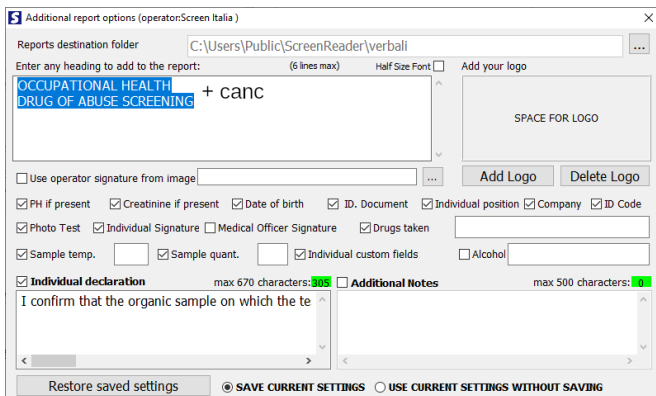 S Additional report options (operator:Screen Italia )
Reports destination folder C:\Users\Public\ScreenReader\verbali ...
Enter any heading to add to the report: (6 lines max) Half Size Font Add your logo
OCCUPATIONAL HEALTH
DRUG OF ABUSE SCREENING + canc
SPACE FOR LOGO
Use operator signature from image ... Add Logo Delete Logo
PH if present Creatinine if present Date of birth ID. Document Individual position Company ID Code
Photo Test Individual Signature Medical Officer Signature Drugs taken
Sample temp. Sample quant. Individual custom fields Alcohol
Individual declaration max 670 characters: 305 Additional Notes max 500 characters: 0
I confirm that the organic sample on which the te
Restore saved settings SAVE CURRENT SETTINGS USE CURRENT SETTINGS WITHOUT SAVING